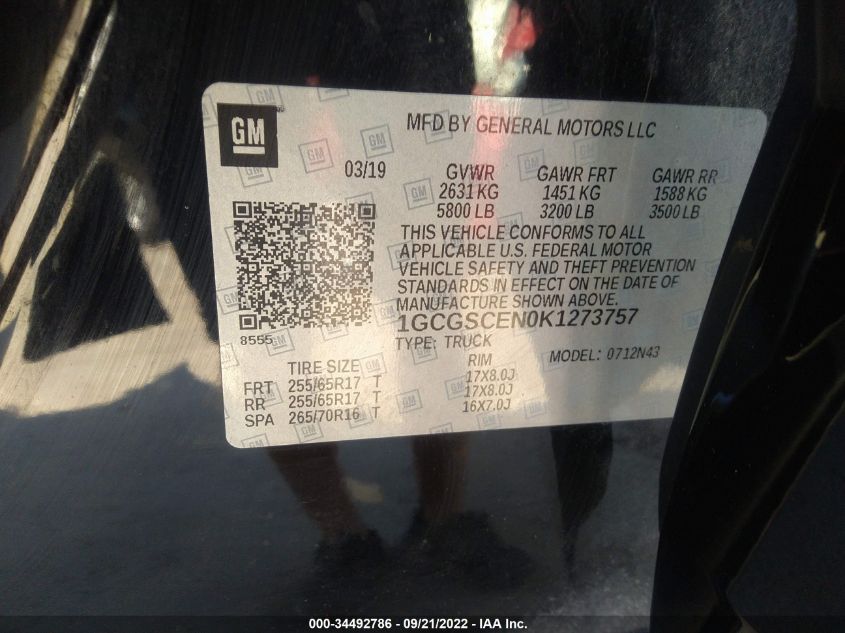 GM
MFD BY GENERAL MOTORS LLC
03/19 GVWR GAWR FRT GAWR RR
2631 KG 1451 KG 1588 KG
5800 LB 3200 LB 3500 LB
THIS VEHICLE CONFORMS TO ALL
APPLICABLE U.S. FEDERAL MOTOR
VEHICLE SAFETY AND THEFT PREVENTION
STANDARDS IN EFFECT ON THE DATE OF
MANUFACTURE SHOWN ABOVE.
1GCGSCEN0K1273757
8555
TYPE: TRUCK MODEL: 0712N43
TIRE SIZE RIM
FRT 255/65R17 T 17X8.0J
RR 255/65R17 T 17X8.0J
SPA 265/70R16 T 16X7.0J
000-34492786 - 09/21/2022 - IAA Inc.